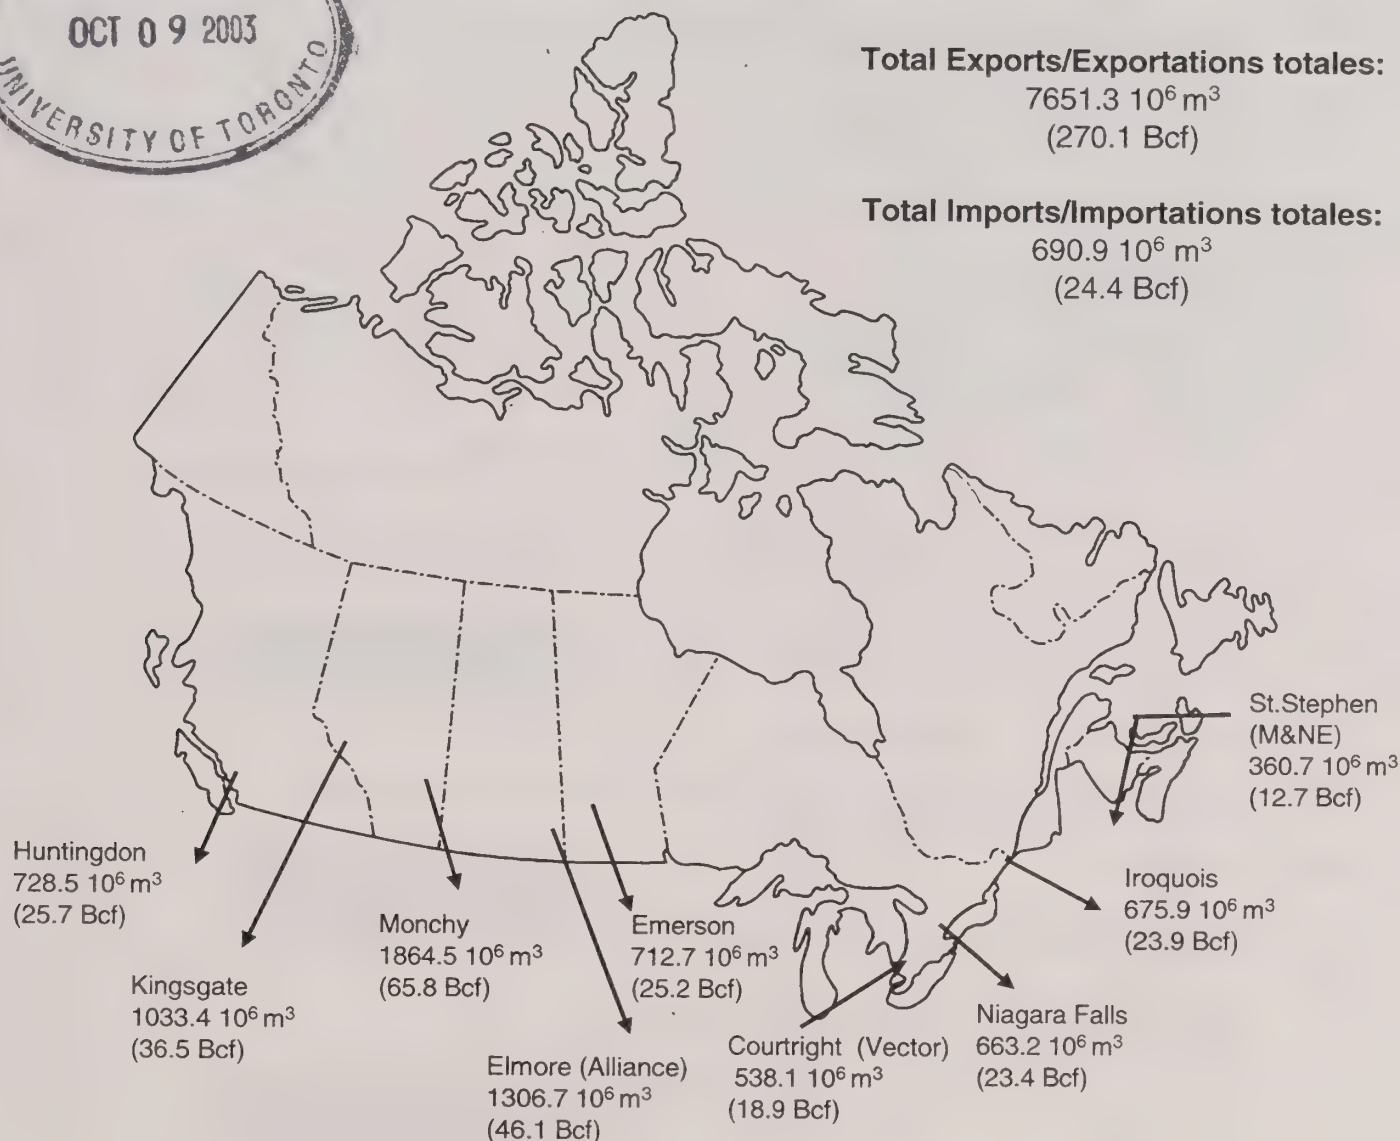 OCT 09 2003
UNIVERSITY OF TORONTO
Total Exports/Exportations totales:
7651.3 10⁶ m³
(270.1 Bcf)
Total Imports/Importations totales:
690.9 10⁶ m³
(24.4 Bcf)
St.Stephen
(M&NE)
360.7 10⁶ m³
(12.7 Bcf)
Huntingdon
728.5 10⁶ m³
(25.7 Bcf)
Kingsgate
1033.4 10⁶ m³
(36.5 Bcf)
Monchy
1864.5 10⁶ m³
(65.8 Bcf)
Elmore (Alliance)
1306.7 10⁶ m³
(46.1 Bcf)
Emerson
712.7 10⁶ m³
(25.2 Bcf)
Courtright (Vector)
538.1 10⁶ m³
(18.9 Bcf)
Niagara Falls
663.2 10⁶ m³
(23.4 Bcf)
Iroquois
675.9 10⁶ m³
(23.9 Bcf)